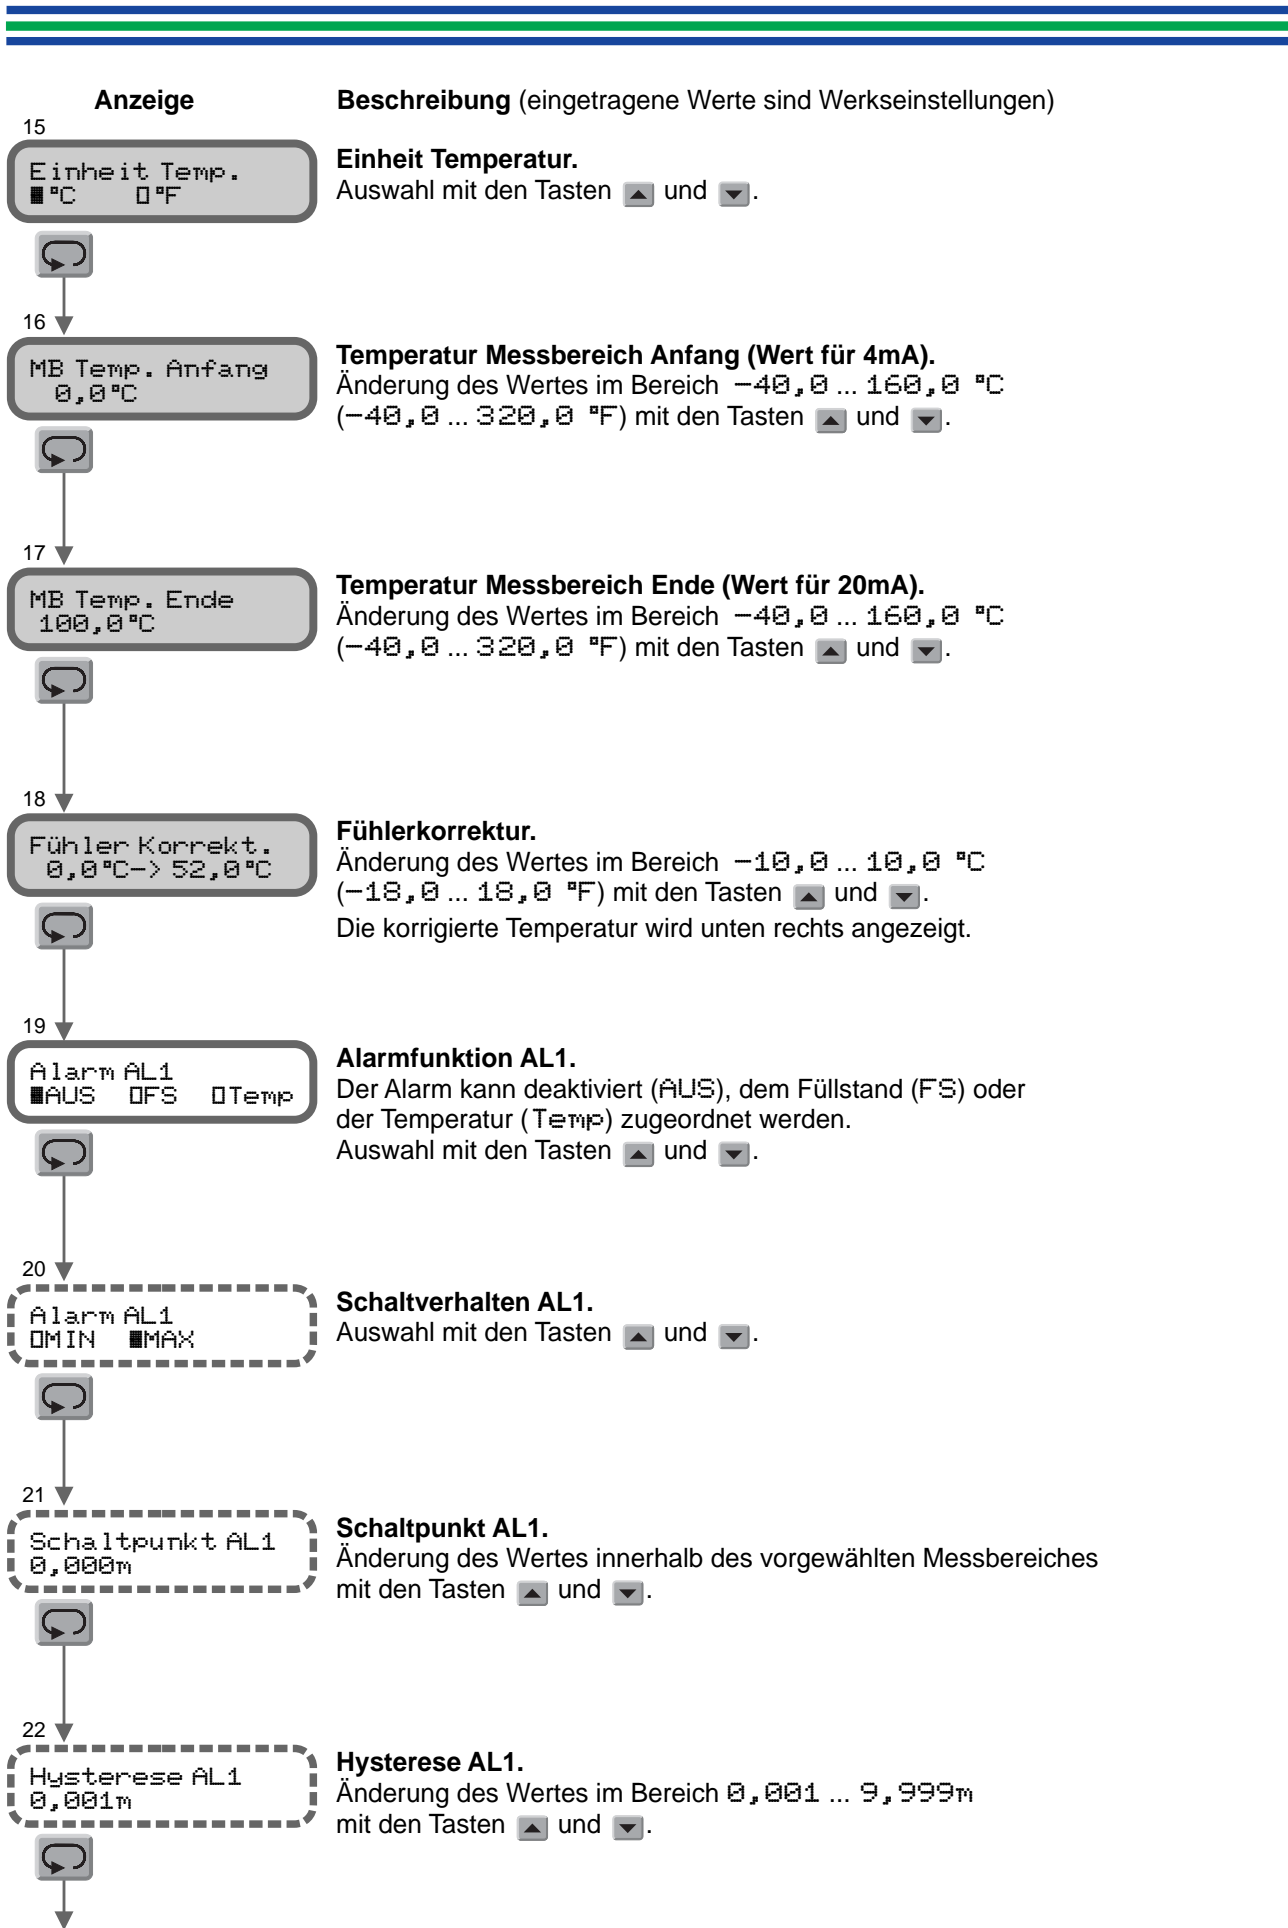 Anzeige
Beschreibung (eingetragene Werte sind Werkseinstellungen)
15
Einheit Temp.
°C °F
Einheit Temperatur.
Auswahl mit den Tasten und .
16
MB Temp. Anfang
0,0°C
Temperatur Messbereich Anfang (Wert für 4mA).
Änderung des Wertes im Bereich −40,0 ... 160,0 °C
(−40,0 ... 320,0 °F) mit den Tasten und .
17
MB Temp. Ende
100,0°C
Temperatur Messbereich Ende (Wert für 20mA).
Änderung des Wertes im Bereich −40,0 ... 160,0 °C
(−40,0 ... 320,0 °F) mit den Tasten und .
18
Fühler Korrekt.
0,0°C−> 52,0°C
Fühlerkorrektur.
Änderung des Wertes im Bereich −10,0 ... 10,0 °C
(−18,0 ... 18,0 °F) mit den Tasten und .
Die korrigierte Temperatur wird unten rechts angezeigt.
19
Alarm AL1
AUS FS Temp
Alarmfunktion AL1.
Der Alarm kann deaktiviert (AUS), dem Füllstand (FS) oder
der Temperatur (Temp) zugeordnet werden.
Auswahl mit den Tasten und .
20
Alarm AL1
MIN MAX
Schaltverhalten AL1.
Auswahl mit den Tasten und .
21
Schaltpunkt AL1
0,000m
Schaltpunkt AL1.
Änderung des Wertes innerhalb des vorgewählten Messbereiches
mit den Tasten und .
22
Hysterese AL1
0,001m
Hysterese AL1.
Änderung des Wertes im Bereich 0,001 ... 9,999m
mit den Tasten und .